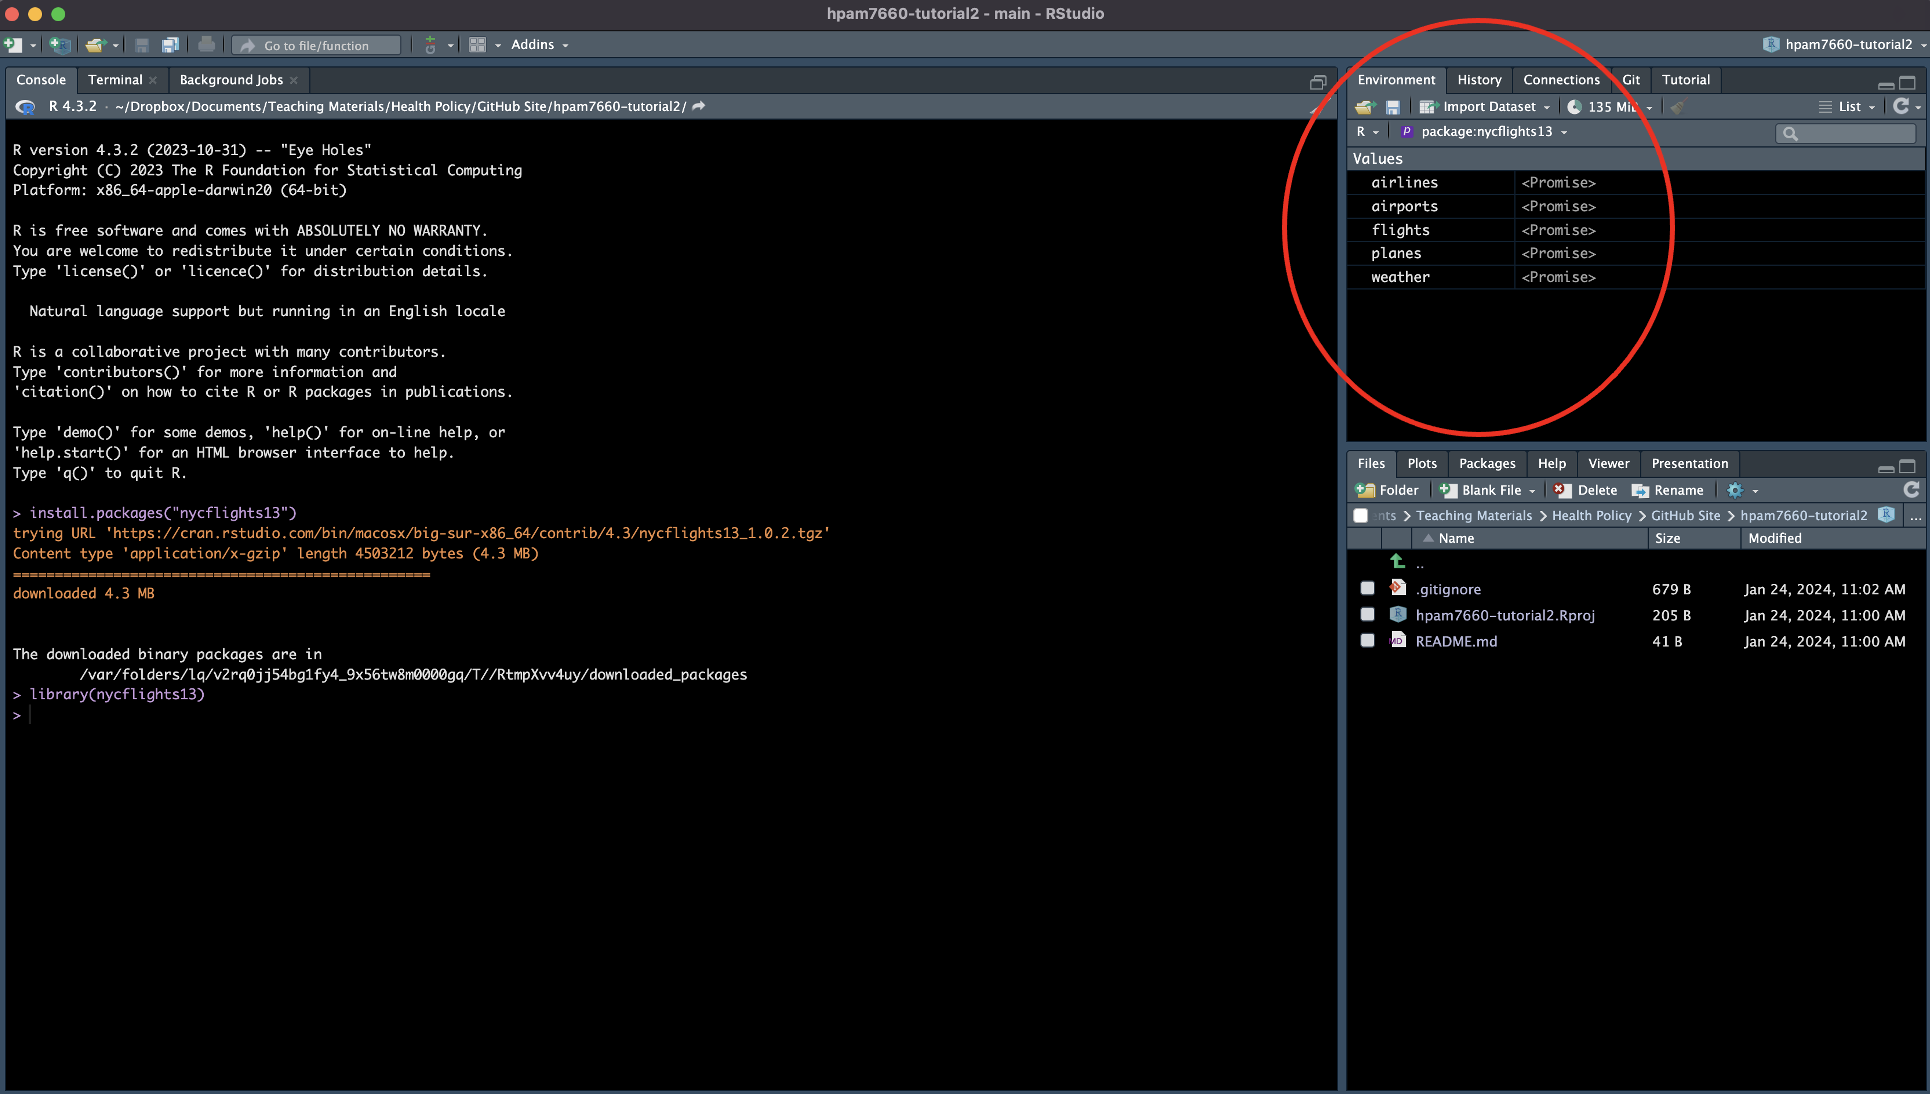 hpam7660-tutorial2 - main - RStudio
Go to file/function
Addins
hpam7660-tutorial2
Console Terminal Background Jobs
R 4.3.2 · ~/Dropbox/Documents/Teaching Materials/Health Policy/GitHub Site/hpam7660-tutorial2/
R version 4.3.2 (2023-10-31) -- "Eye Holes"
Copyright (C) 2023 The R Foundation for Statistical Computing
Platform: x86_64-apple-darwin20 (64-bit)
R is free software and comes with ABSOLUTELY NO WARRANTY.
You are welcome to redistribute it under certain conditions.
Type 'license()' or 'licence()' for distribution details.
Natural language support but running in an English locale
R is a collaborative project with many contributors.
Type 'contributors()' for more information and
'citation()' on how to cite R or R packages in publications.
Type 'demo()' for some demos, 'help()' for on-line help, or
'help.start()' for an HTML browser interface to help.
Type 'q()' to quit R.
> install.packages("nycflights13")
trying URL 'https://cran.rstudio.com/bin/macosx/big-sur-x86_64/contrib/4.3/nycflights13_1.0.2.tgz'
Content type 'application/x-gzip' length 4503212 bytes (4.3 MB)
==================================================
downloaded 4.3 MB
The downloaded binary packages are in
/var/folders/lq/v2rq0jj54bg1fy4_9x56tw8m0000gq/T//RtmpXvv4uy/downloaded_packages
> library(nycflights13)
>
Environment History Connections Git Tutorial
Import Dataset 135 MiB List
R package:nycflights13
Values
airlines <Promise>
airports <Promise>
flights <Promise>
planes <Promise>
weather <Promise>
Files Plots Packages Help Viewer Presentation
Folder Blank File Delete Rename
ents > Teaching Materials > Health Policy > GitHub Site > hpam7660-tutorial2 ...
Name Size Modified
..
.gitignore 679 B Jan 24, 2024, 11:02 AM
hpam7660-tutorial2.Rproj 205 B Jan 24, 2024, 11:00 AM
README.md 41 B Jan 24, 2024, 11:00 AM